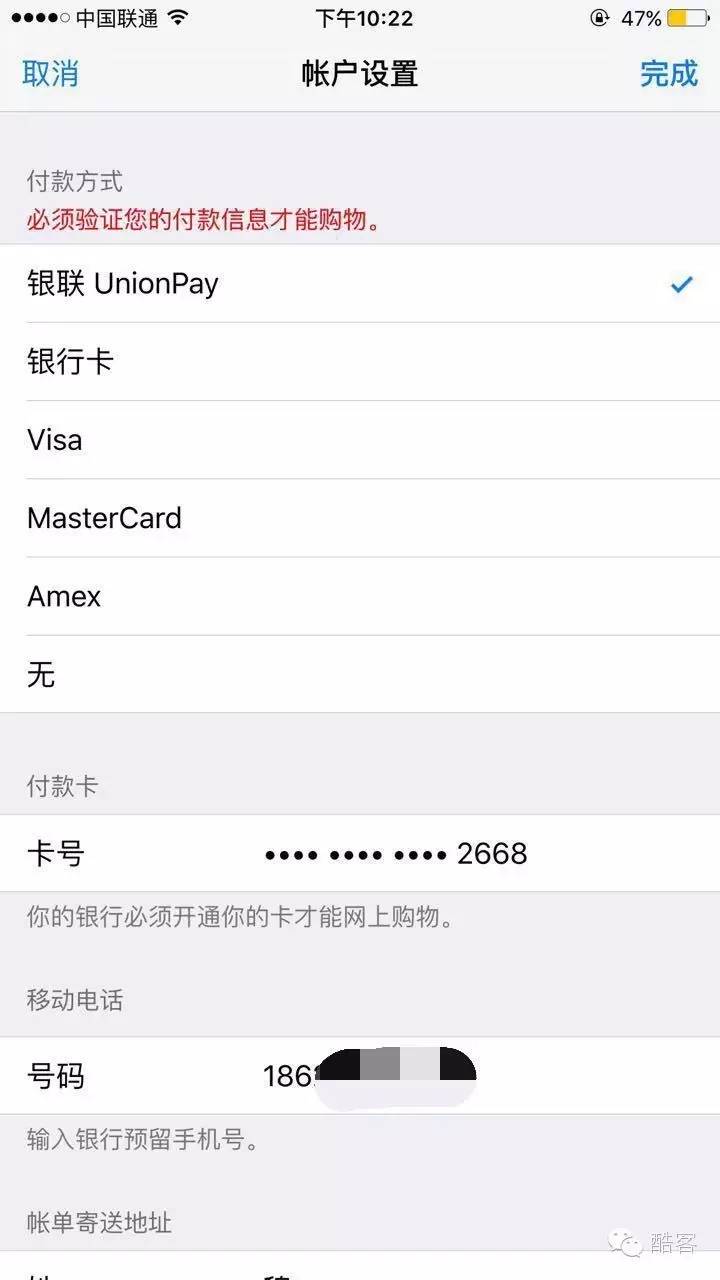 中国联通 下午10:22 47%
取消 帐户设置 完成
付款方式
必须验证您的付款信息才能购物。
银联 UnionPay
银行卡
Visa
MasterCard
Amex
无
付款卡
卡号 •••• •••• •••• 2668
你的银行必须开通你的卡才能网上购物。
移动电话
号码 186
输入银行预留手机号。
帐单寄送地址
酷客